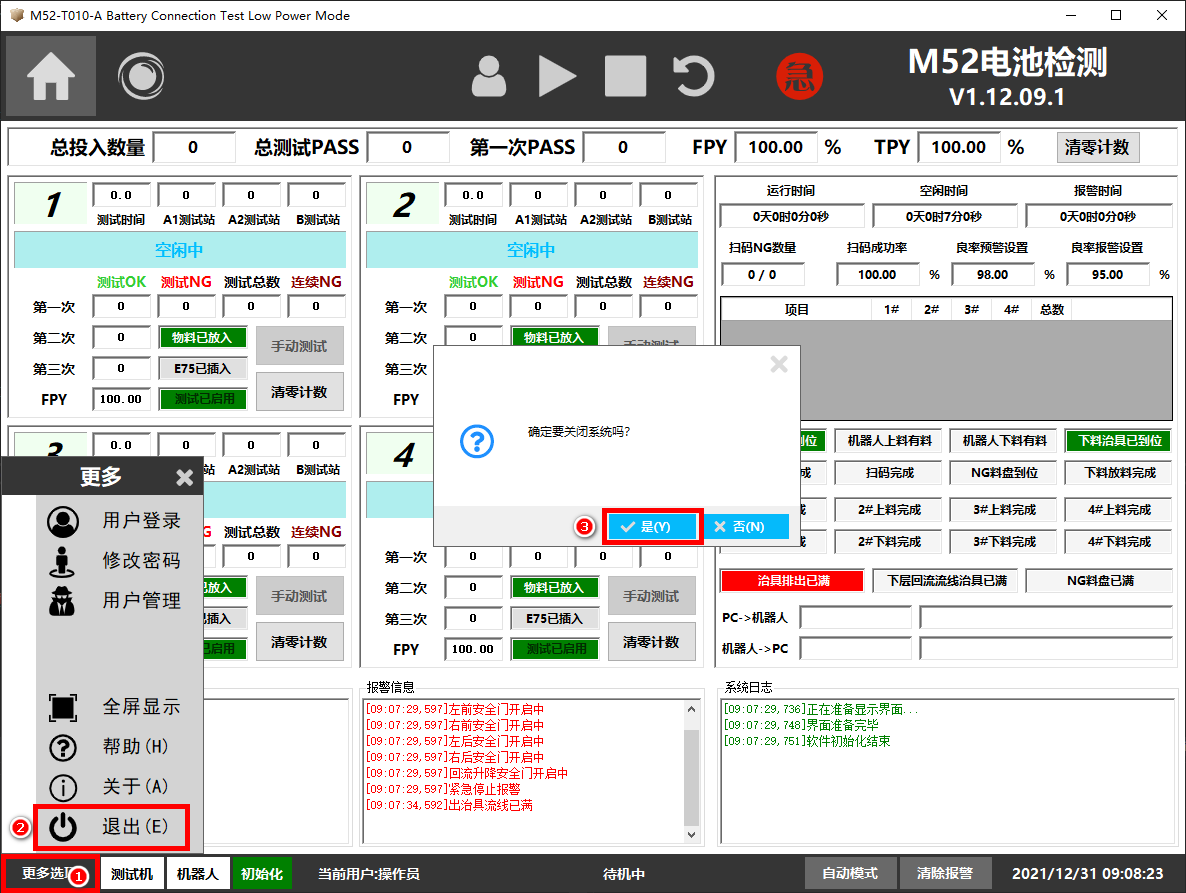 M52-T010-A Battery Connection Test Low Power Mode
急
M52电池检测
V1.12.09.1
总投入数量 0 总测试PASS 0 第一次PASS 0 FPY 100.00 % TPY 100.00 % 清零计数
1 0.0 0 0 0
测试时间 A1测试站 A2测试站 B测试站
空闲中
测试OK 测试NG 测试总数 连续NG
第一次 0 0 0 0
第二次 0 物料已放入 手动测试
第三次 0 E75已插入
FPY 100.00 测试已启用 清零计数
2 0.0 0 0 0
测试时间 A1测试站 A2测试站 B测试站
空闲中
测试OK 测试NG 测试总数 连续NG
第一次 0 0 0 0
第二次 0 物料已放入 手动测试
第三次
FPY
运行时间 空闲时间 报警时间
0天0时0分0秒 0天0时7分0秒 0天0时0分0秒
扫码NG数量 扫码成功率 良率预警设置 良率报警设置
0 / 0 100.00 % 98.00 % 95.00 %
项目 1# 2# 3# 4# 总数
到位 机器人上料有料 机器人下料有料 下料治具已到位
成 扫码完成 NG料盘到位 下料放料完成
成 2#上料完成 3#上料完成 4#上料完成
成 2#下料完成 3#下料完成 4#下料完成
治具排出已满 下层回流流线治具已满 NG料盘已满
PC->机器人
机器人->PC
确定要关闭系统吗?
3 是(Y) 否(N)
3 0.0 0 0 0
站 A2测试站 B测试站
G 测试总数 连续NG
0 0
放入 手动测试
插入
启用 清零计数
4
第一次 0 0 0 0
第二次 0 物料已放入 手动测试
第三次 0 E75已插入
FPY 100.00 测试已启用 清零计数
更多
用户登录
修改密码
用户管理
全屏显示
帮助(H)
关于(A)
2 退出(E)
报警信息
[09:07:29,597]左前安全门开启中
[09:07:29,597]右前安全门开启中
[09:07:29,597]左后安全门开启中
[09:07:29,597]右后安全门开启中
[09:07:29,597]回流升降安全门开启中
[09:07:29,597]紧急停止报警
[09:07:34,592]出治具流线已满
系统日志
[09:07:29,736]正在准备显示界面...
[09:07:29,748]界面准备完毕
[09:07:29,751]软件初始化结束
更多选 1 测试机 机器人 初始化 当前用户:操作员 待机中 自动模式 清除报警 2021/12/31 09:08:23